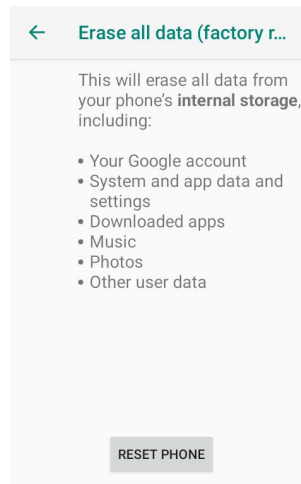 Erase all data (factory r...
This will erase all data from
your phone's internal storage,
including:
• Your Google account
• System and app data and
settings
• Downloaded apps
• Music
• Photos
• Other user data
RESET PHONE